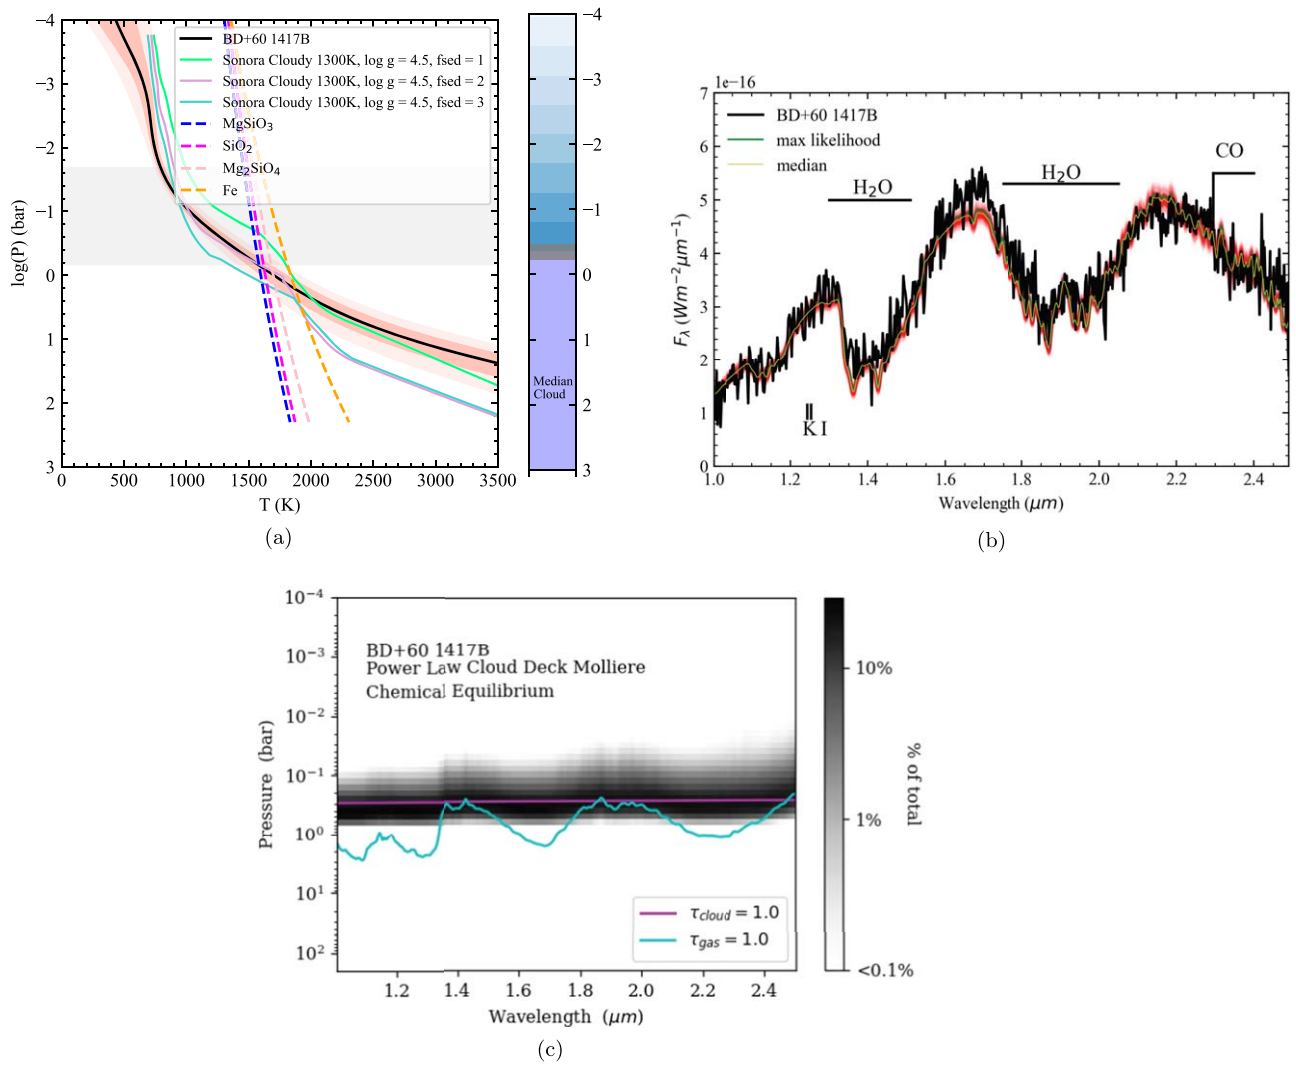 −4
−3
−2
−1
0
1
2
3
log(P) (bar)
BD+60 1417B
Sonora Cloudy 1300K, log g = 4.5, fsed = 1
Sonora Cloudy 1300K, log g = 4.5, fsed = 2
Sonora Cloudy 1300K, log g = 4.5, fsed = 3
MgSiO₃
SiO₂
Mg₂SiO₄
Fe
0 500 1000 1500 2000 2500 3000 3500
T (K)
Median
Cloud
−4
−3
−2
−1
0
1
2
3
(a)
1e−16
7
6
5
4
3
2
1
0
F_λ (Wm⁻²μm⁻¹)
BD+60 1417B
max likelihood
median
H₂O
H₂O
CO
K I
1.0 1.2 1.4 1.6 1.8 2.0 2.2 2.4
Wavelength (μm)
(b)
10⁻⁴
10⁻³
10⁻²
10⁻¹
10⁰
10¹
10²
Pressure (bar)
BD+60 1417B
Power Law Cloud Deck Molliere
Chemical Equilibrium
τ_cloud = 1.0
τ_gas = 1.0
1.2 1.4 1.6 1.8 2.0 2.2 2.4
Wavelength (μm)
10%
1%
<0.1%
% of total
(c)